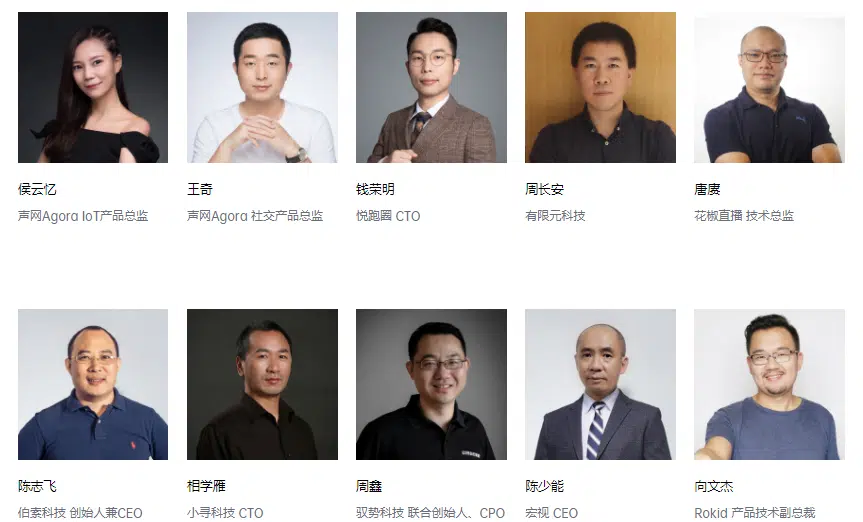 侯云忆
声网Agora IoT产品总监
王奇
声网Agora 社交产品总监
钱荣明
悦跑圈 CTO
周长安
有限元科技
唐赓
花椒直播 技术总监
陈志飞
伯索科技 创始人兼CEO
相学雁
小寻科技 CTO
周鑫
驭势科技 联合创始人、CPO
陈少能
宏视 CEO
向文杰
Rokid 产品技术副总裁